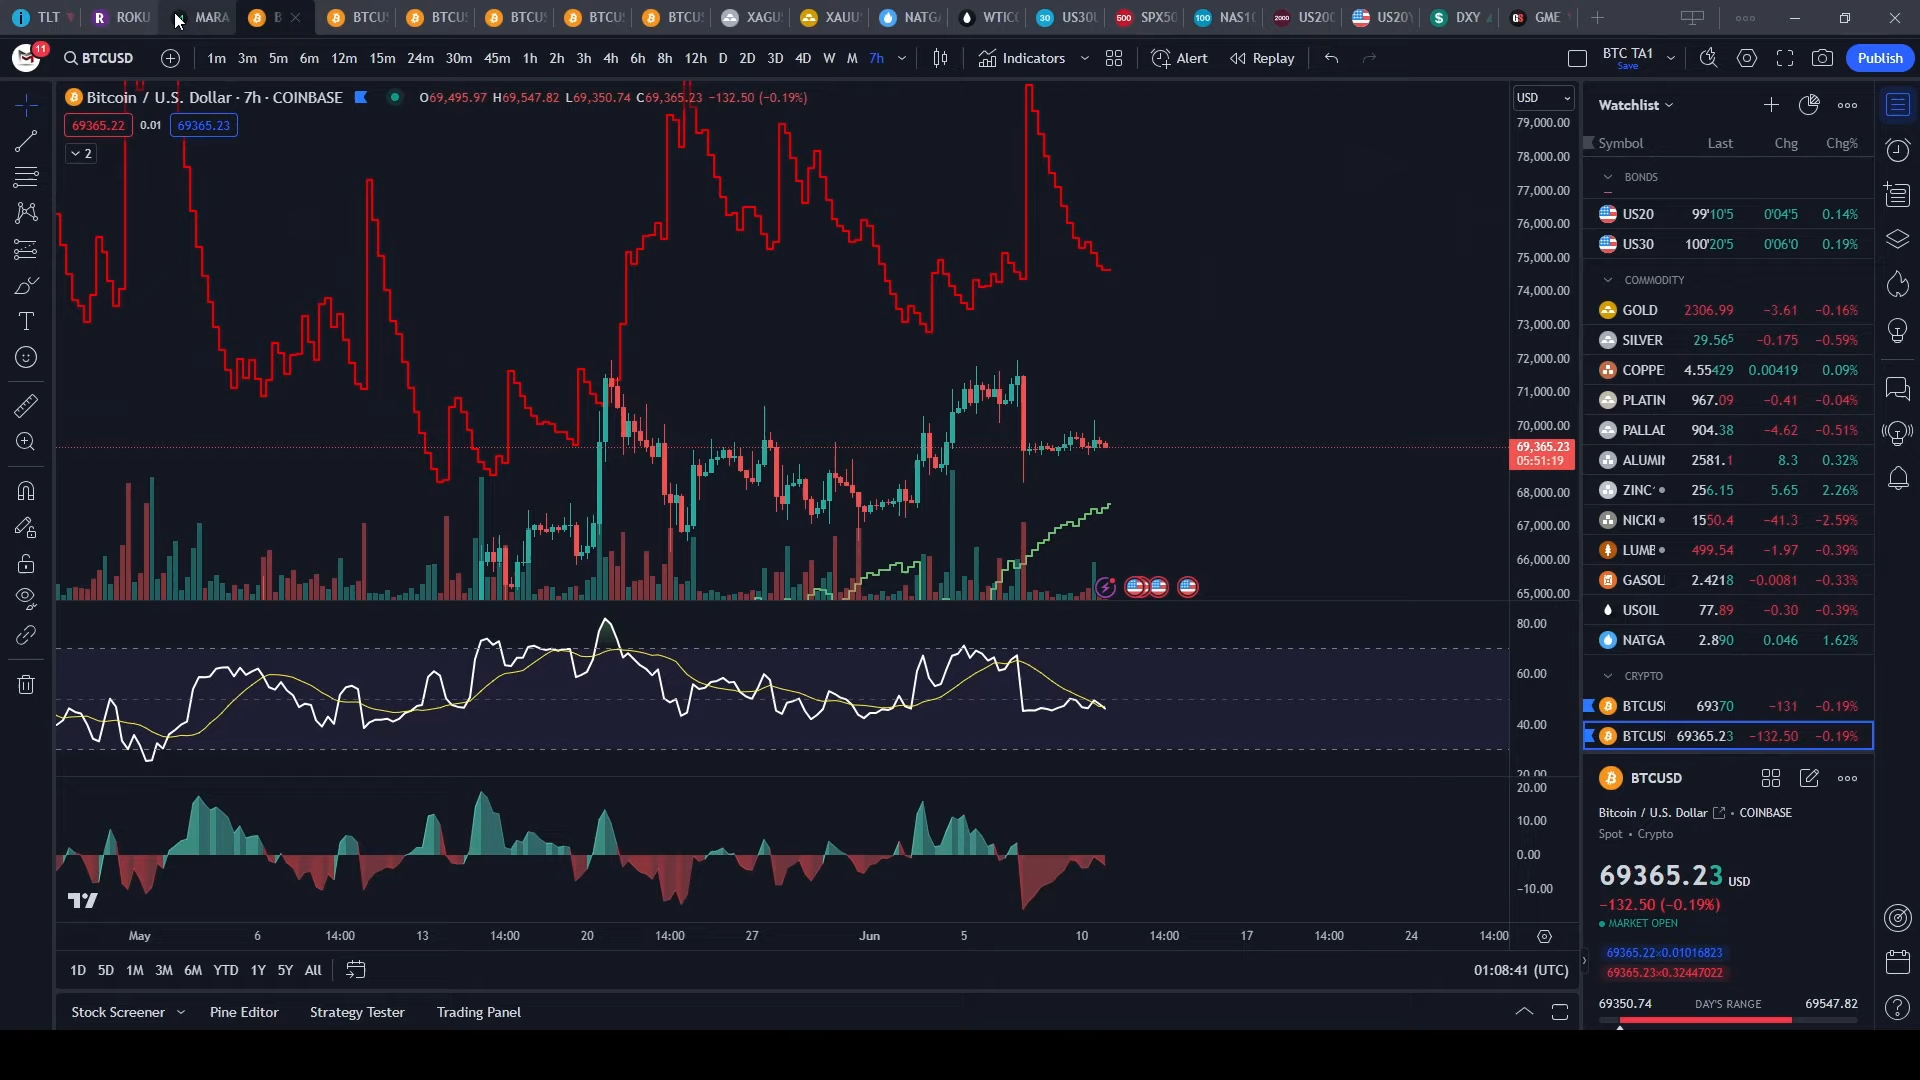 TLT ROKU MARA B BTCU BTCU BTCU BTCU BTCU XAGU XAUU NATGA WTICO 30 US30 500 SPX50 100 NAS10 2000 US200 US20Y DXY GME
11 BTCUSD 1m 3m 5m 6m 12m 15m 24m 30m 45m 1h 2h 3h 4h 6h 8h 12h D 2D 3D 4D W M 7h Indicators Alert Replay BTC TA1 Save Publish
Bitcoin / U.S. Dollar · 7h · COINBASE O69,495.97 H69,547.82 L69,350.74 C69,365.23 −132.50 (−0.19%)
69365.22 0.01 69365.23
2
USD
79,000.00
78,000.00
77,000.00
76,000.00
75,000.00
74,000.00
73,000.00
72,000.00
71,000.00
70,000.00
69,365.23
05:51:19
68,000.00
67,000.00
66,000.00
65,000.00
80.00
60.00
40.00
20.00
20.00
10.00
0.00
−10.00
May 6 14:00 13 14:00 20 14:00 27 Jun 5 10 14:00 17 14:00 24 14:00
1D 5D 1M 3M 6M YTD 1Y 5Y All 01:08:41 (UTC)
Stock Screener Pine Editor Strategy Tester Trading Panel
Watchlist
Symbol Last Chg Chg%
BONDS
US20 99'10'5 0'04'5 0.14%
US30 100'20'5 0'06'0 0.19%
COMMODITY
GOLD 2306.99 −3.61 −0.16%
SILVER 29.565 −0.175 −0.59%
COPPE 4.55429 0.00419 0.09%
PLATIN 967.09 −0.41 −0.04%
PALLAD 904.38 −4.62 −0.51%
ALUMIN 2581.1 8.3 0.32%
ZINC 256.15 5.65 2.26%
NICKI 1550.4 −41.3 −2.59%
LUMB 499.54 −1.97 −0.39%
GASOL 2.4218 −0.0081 −0.33%
USOIL 77.89 −0.30 −0.39%
NATGA 2.890 0.046 1.62%
CRYPTO
BTCUSI 69370 −131 −0.19%
BTCUSI 69365.23 −132.50 −0.19%
BTCUSD
Bitcoin / U.S. Dollar • COINBASE
Spot • Crypto
69365.23 USD
−132.50 (−0.19%)
MARKET OPEN
69365.22×0.01016823
69365.23×0.32447022
69350.74 DAY'S RANGE 69547.82